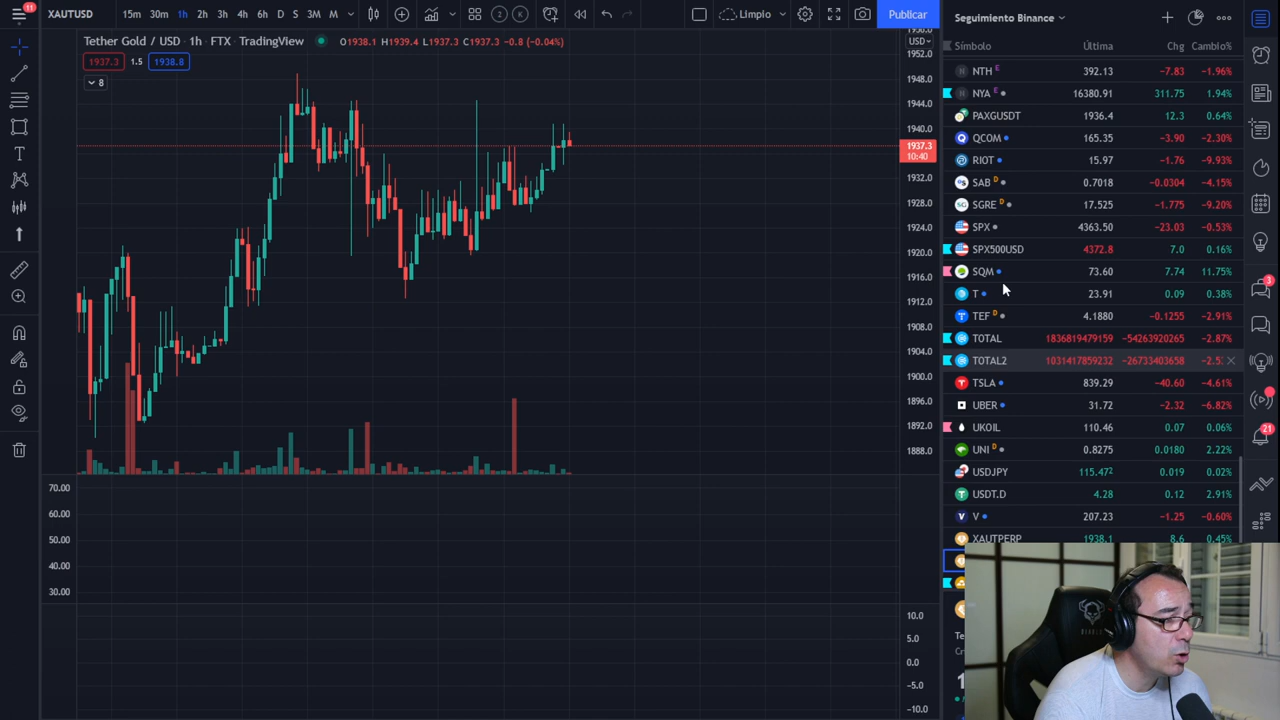 11
XAUTUSD
15m 30m 1h 2h 3h 4h 6h D S 3M M
2 K
LImpIo
Publicar
Tether Gold / USD · 1h · FTX · TradingView
O1938.1 H1939.4 L1937.3 C1937.3 −0.8 (−0.04%)
1937.3 1.5 1938.8
8
USD
1952.0
1948.0
1944.0
1940.0
1937.3
10:40
1932.0
1928.0
1924.0
1920.0
1916.0
1912.0
1908.0
1904.0
1900.0
1896.0
1892.0
1888.0
70.00
60.00
50.00
40.00
30.00
10.0
5.0
0.0
−5.0
−10.0
Seguimiento Binance
Símbolo Última Chg Cambio%
NTH E 392.13 −7.83 −1.96%
NYA E 16380.91 311.75 1.94%
PAXGUSDT 1936.4 12.3 0.64%
QCOM 165.35 −3.90 −2.30%
RIOT 15.97 −1.76 −9.93%
SAB D 0.7018 −0.0304 −4.15%
SGRE D 17.525 −1.775 −9.20%
SPX 4363.50 −23.03 −0.53%
SPX500USD 4372.8 7.0 0.16%
SQM 73.60 7.74 11.75%
T 23.91 0.09 0.38%
TEF D 4.1880 −0.1255 −2.91%
TOTAL 1836819479159 −54263920265 −2.87%
TOTAL2 1031417859232 −26733403658 −2.5
TSLA 839.29 −40.60 −4.61%
UBER 31.72 −2.32 −6.82%
UKOIL 110.46 0.07 0.06%
UNI D 0.8275 0.0180 2.22%
USDJPY 115.472 0.019 0.02%
USDT.D 4.28 0.12 2.91%
V 207.23 −1.25 −0.60%
XAUTPERP 1938.1 8.6 0.45%
3
21